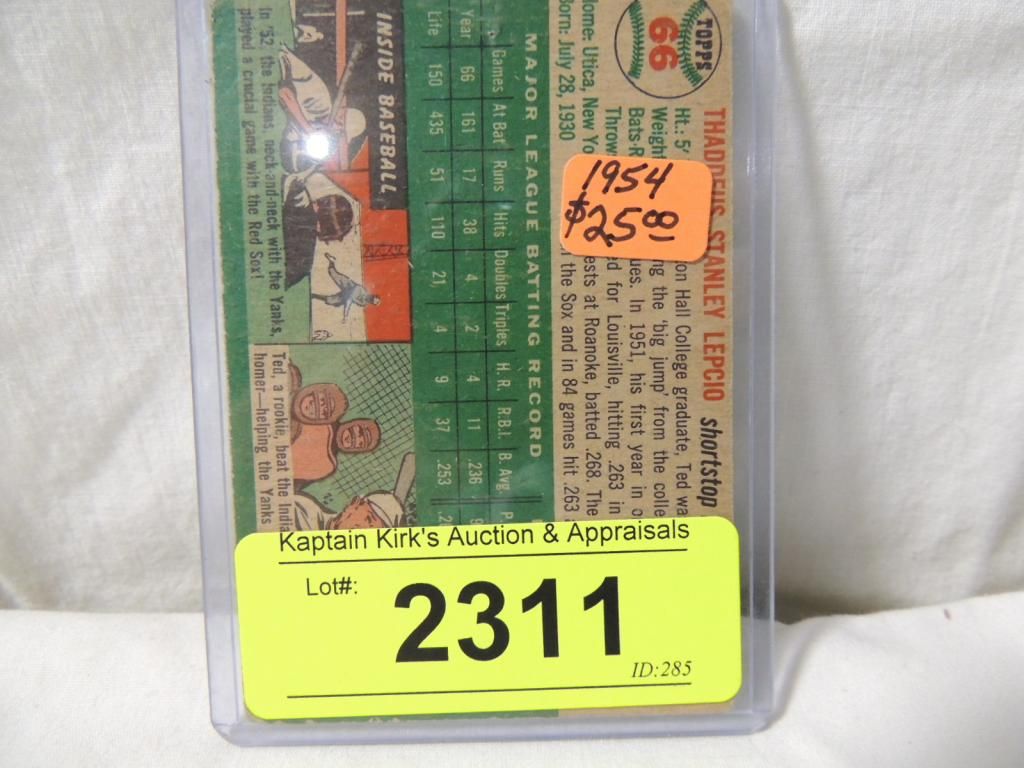 TOPPS
66
THADDEUS STANLEY LEPCIO shortstop
Ht.: 5'
Weigh
Bats-R
Throw
Home: Utica, New Yo
Born: July 28, 1930
on Hall College graduate, Ted wa
ng the 'big jump' from the colle
ues. In 1951, his first year in o
ed for Louisville, hitting .263 in
ests at Roanoke, batted .268. The
the Sox and in 84 games hit .263
1954
$25.00
MAJOR LEAGUE BATTING RECORD
Games At Bat Runs Hits Doubles Triples H.R. R.B.I. B. Avg. P
Year 66 161 17 38 4 2 4 11 .236 9
Life 150 435 51 110 21 4 9 37 .253 2
INSIDE BASEBALL
In '52, the Indians, neck-and-neck with the Yanks,
played a crucial game with the Red Sox!
Ted, a rookie, beat the India
homer—helping the Yanks
Kaptain Kirk's Auction & Appraisals
Lot#:
2311
ID:285